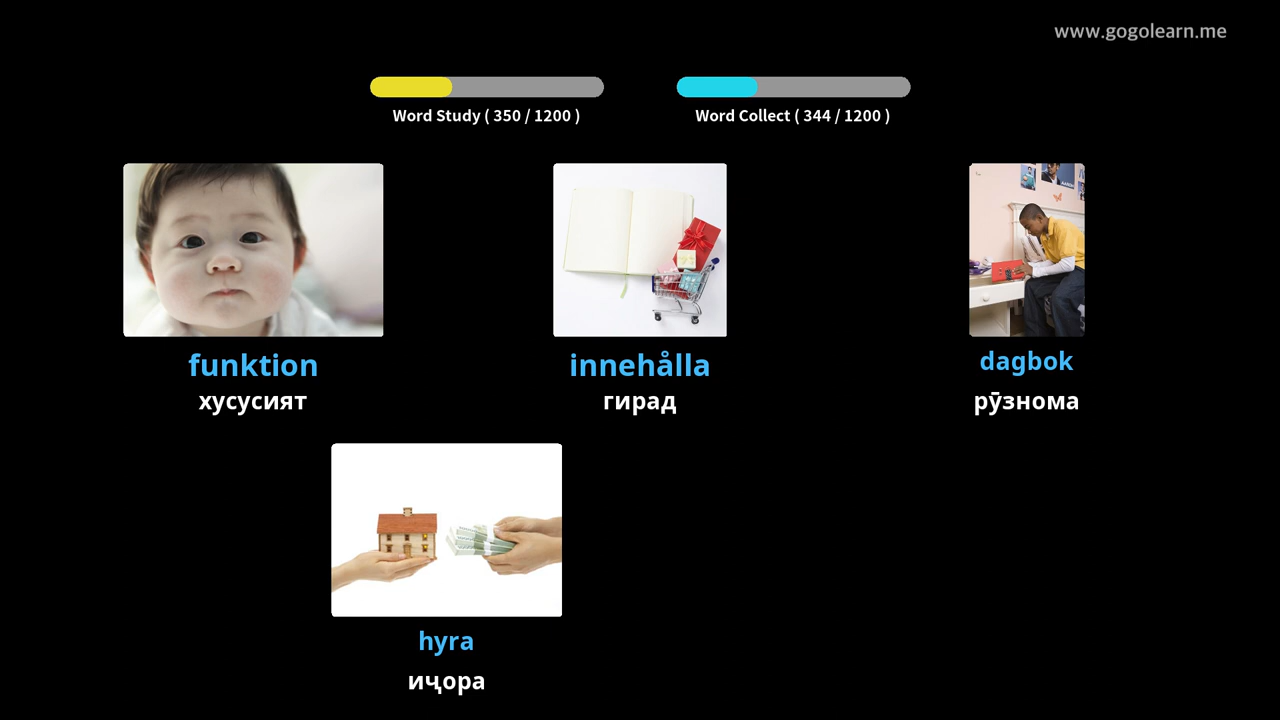 www.gogolearn.me
Word Study ( 350 / 1200 )
Word Collect ( 344 / 1200 )
funktion
хусусият
innehålla
гирад
dagbok
рӯзнома
hyra
иҷора